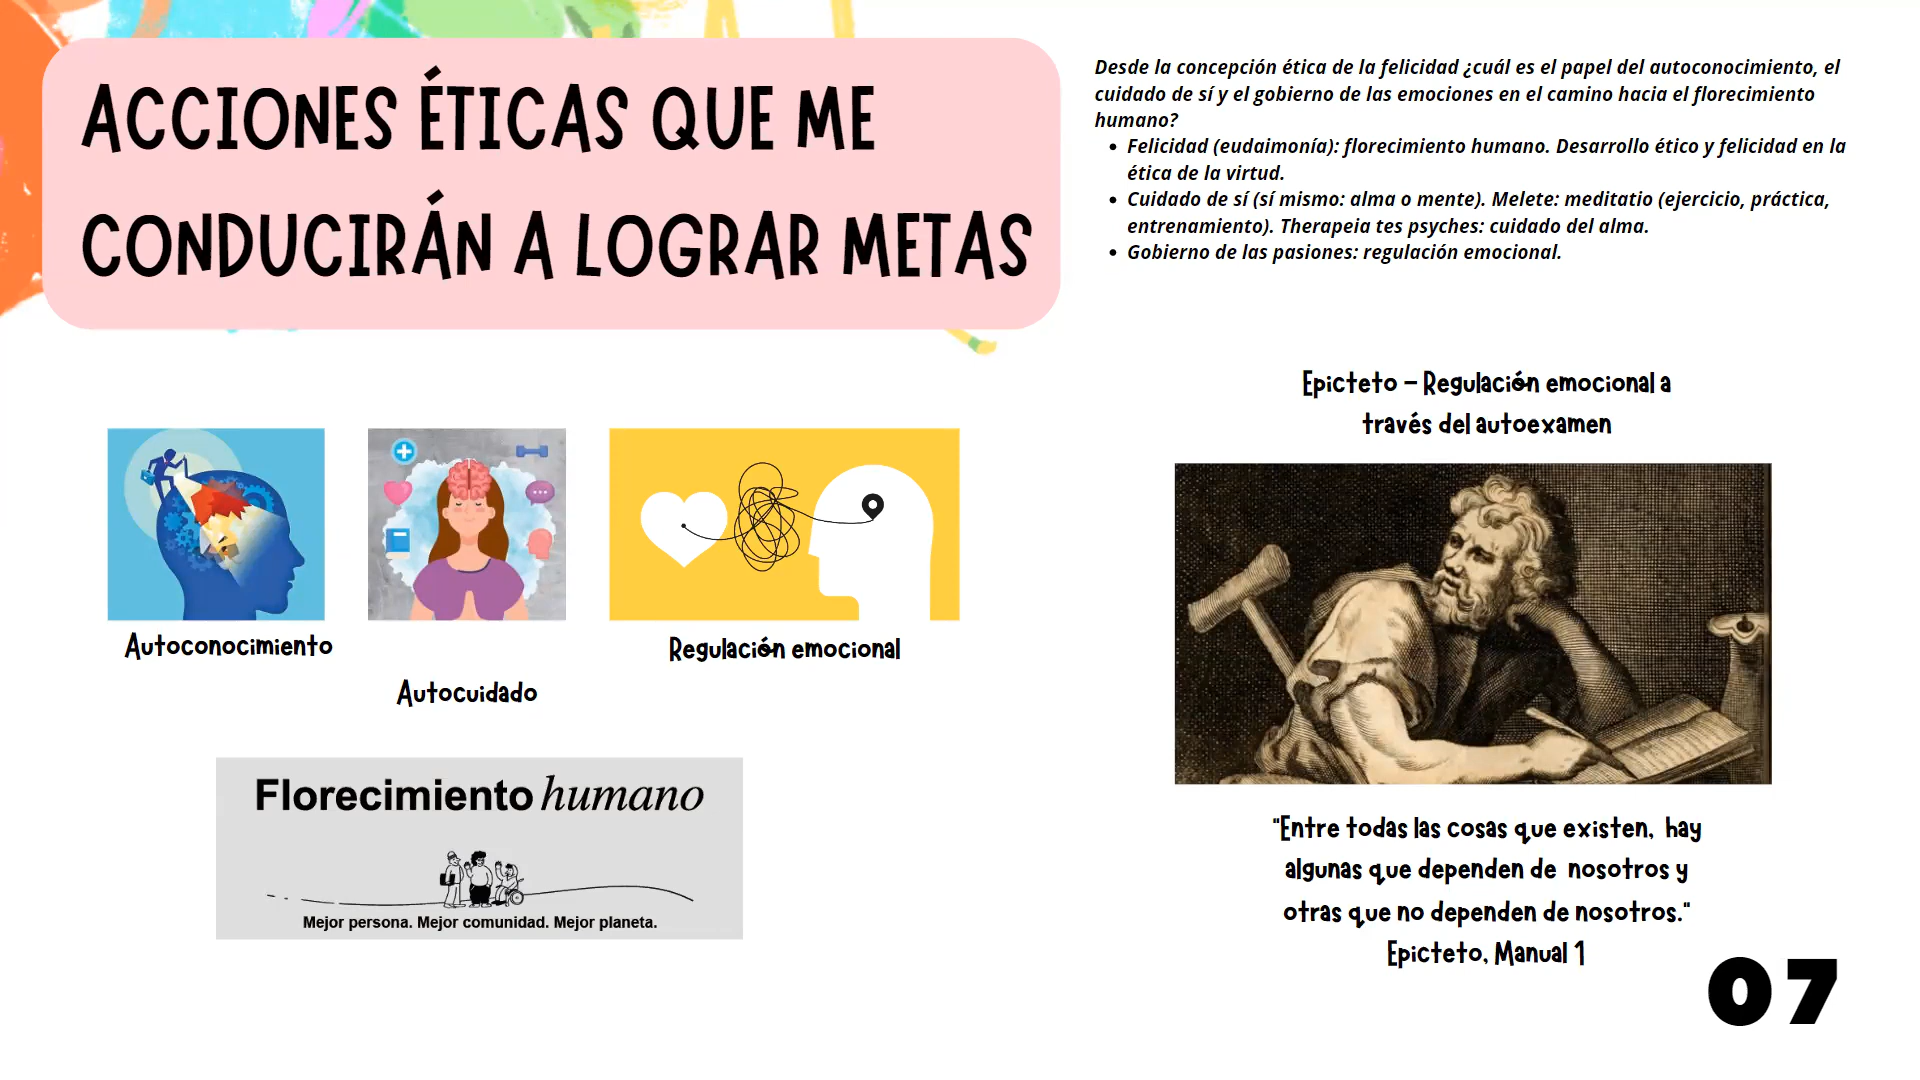 ACCIONES ÉTICAS QUE ME
CONDUCIRÁN A LOGRAR METAS
Desde la concepción ética de la felicidad ¿cuál es el papel del autoconocimiento, el
cuidado de sí y el gobierno de las emociones en el camino hacia el florecimiento
humano?
• Felicidad (eudaimonía): florecimiento humano. Desarrollo ético y felicidad en la
ética de la virtud.
• Cuidado de sí (sí mismo: alma o mente). Melete: meditatio (ejercicio, práctica,
entrenamiento). Therapeia tes psyches: cuidado del alma.
• Gobierno de las pasiones: regulación emocional.
Autoconocimiento
Autocuidado
Regulación emocional
Florecimiento humano
Mejor persona. Mejor comunidad. Mejor planeta.
Epicteto – Regulación emocional a
través del autoexamen
"Entre todas las cosas que existen, hay
algunas que dependen de nosotros y
otras que no dependen de nosotros."
Epicteto, Manual 1
07